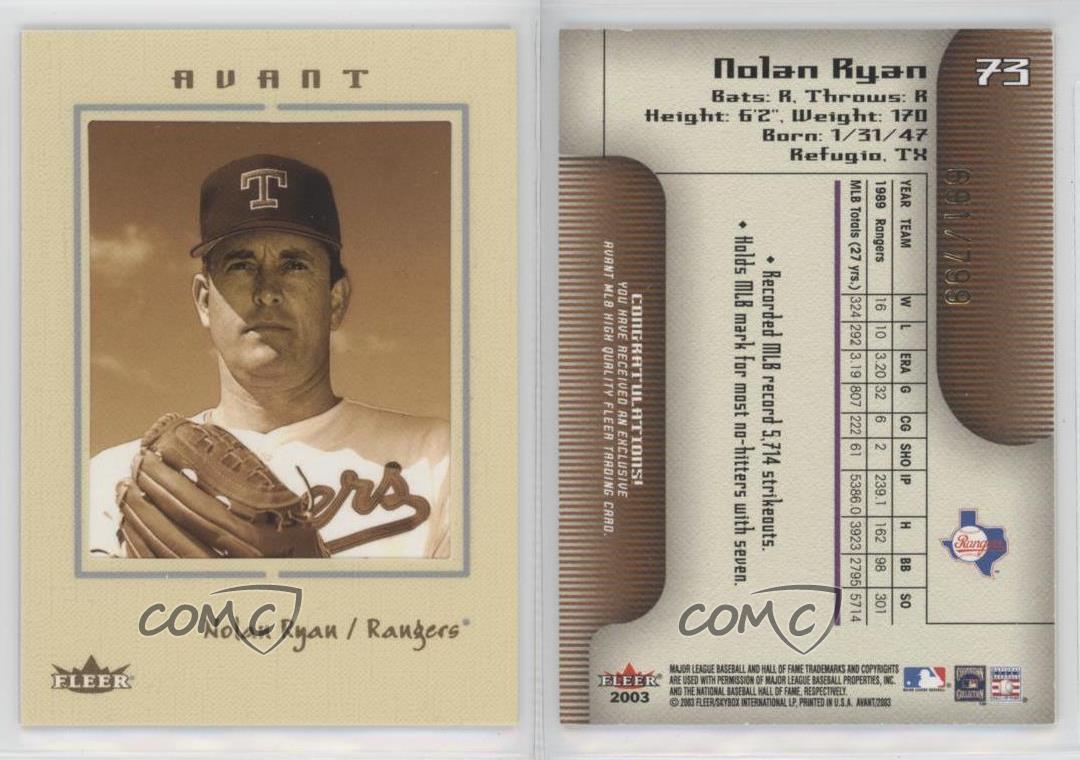 AVANT
T
ers
Nolan Ryan / Rangers
COMC
FLEER
Nolan Ryan
Bats: R, Throws: R
Height: 6'2", Weight: 170
Born: 1/31/47
Refugio, TX
73
691/799
YEAR TEAM W L ERA G CG SHO IP H BB SO
1989 Rangers 16 10 3.20 32 6 2 239.1 162 98 301
MLB Totals (27 yrs.) 324 292 3.19 807 222 61 5386.0 3923 2795 5714
• Recorded MLB record 5,714 strikeouts.
• Holds MLB mark for most no-hitters with seven.
CONGRATULATIONS!
YOU HAVE RECEIVED AN EXCLUSIVE
AVANT MLB HIGH QUALITY FLEER TRADING CARD.
Rangers
COMC
FLEER
2003
MAJOR LEAGUE BASEBALL AND HALL OF FAME TRADEMARKS AND COPYRIGHTS
ARE USED WITH PERMISSION OF MAJOR LEAGUE BASEBALL PROPERTIES, INC.
AND THE NATIONAL BASEBALL HALL OF FAME, RESPECTIVELY.
© 2003 FLEER/SKYBOX INTERNATIONAL LP, PRINTED IN U.S.A. AVANT/2003